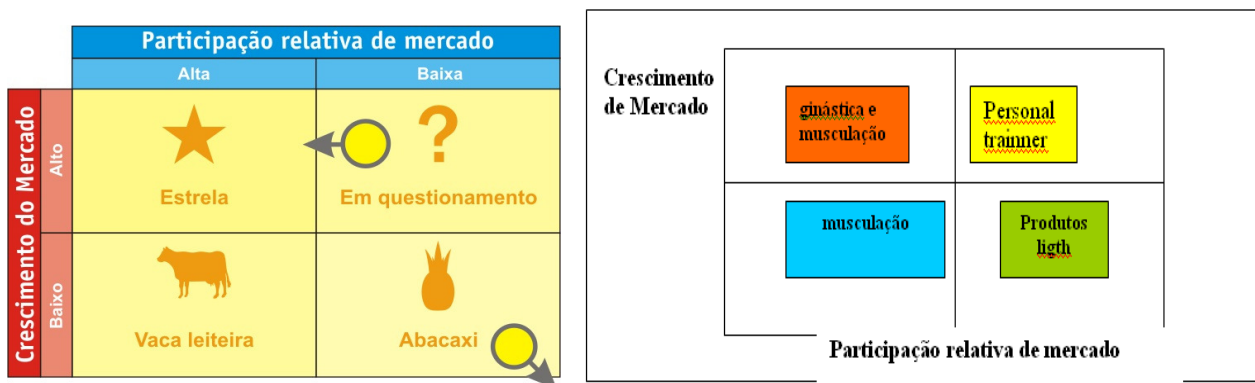 Participação relativa de mercado
Alta
Baixa
Crescimento do Mercado
Alto
Baixo
?
Estrela
Em questionamento
Vaca leiteira
Abacaxi
Crescimento
de Mercado
ginástica e
musculação
Personal
trainner
musculação
Produtos
ligth
Participação relativa de mercado